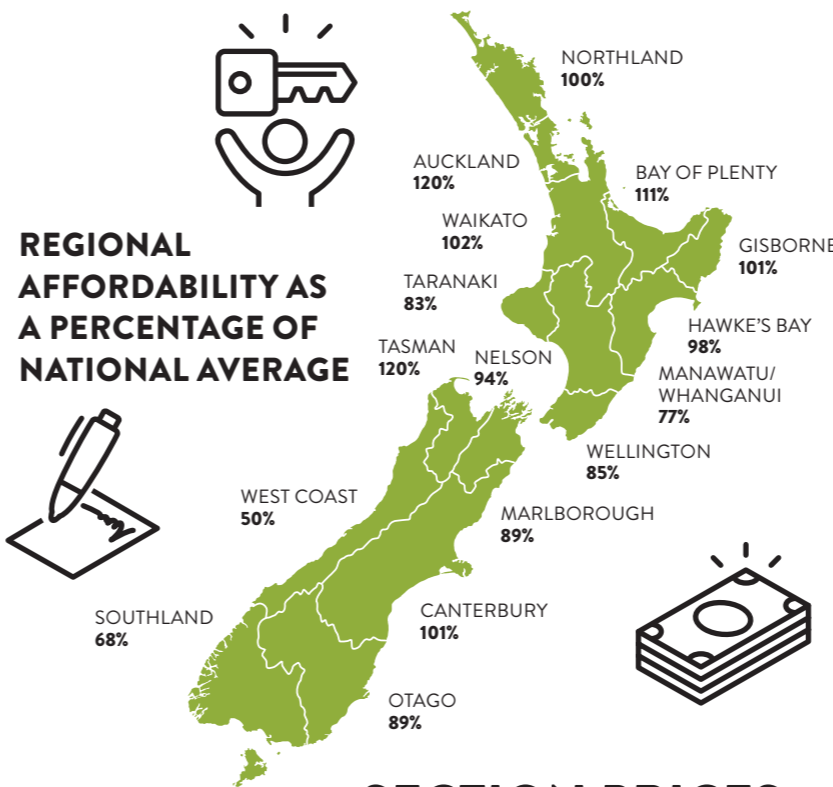 NORTHLAND
100%
AUCKLAND
120%
BAY OF PLENTY
111%
WAIKATO
102%
GISBORNE
101%
REGIONAL
AFFORDABILITY AS
A PERCENTAGE OF
NATIONAL AVERAGE
TARANAKI
83%
HAWKE'S BAY
98%
TASMAN
120%
NELSON
94%
MANAWATU/
WHANGANUI
77%
WELLINGTON
85%
WEST COAST
50%
MARLBOROUGH
89%
SOUTHLAND
68%
CANTERBURY
101%
OTAGO
89%
SECTION PRICES